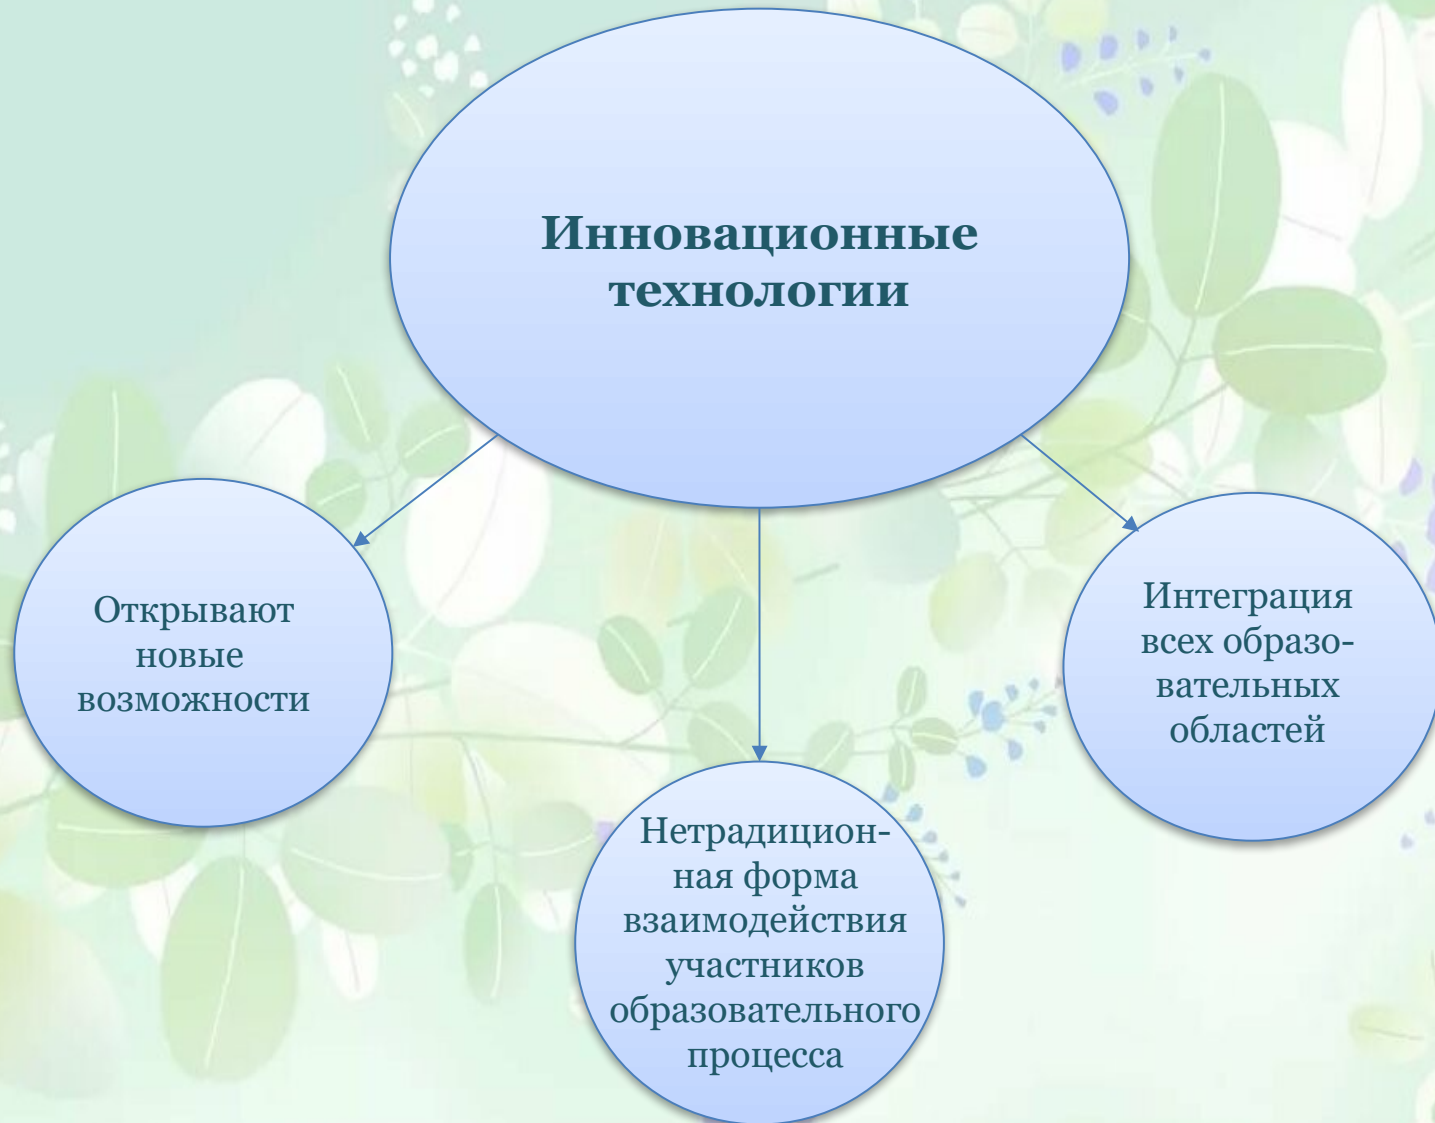 Инновационные
технологии
Открывают
новые
возможности
Нетрадицион-
ная форма
взаимодействия
участников
образовательного
процесса
Интеграция
всех образо-
вательных
областей